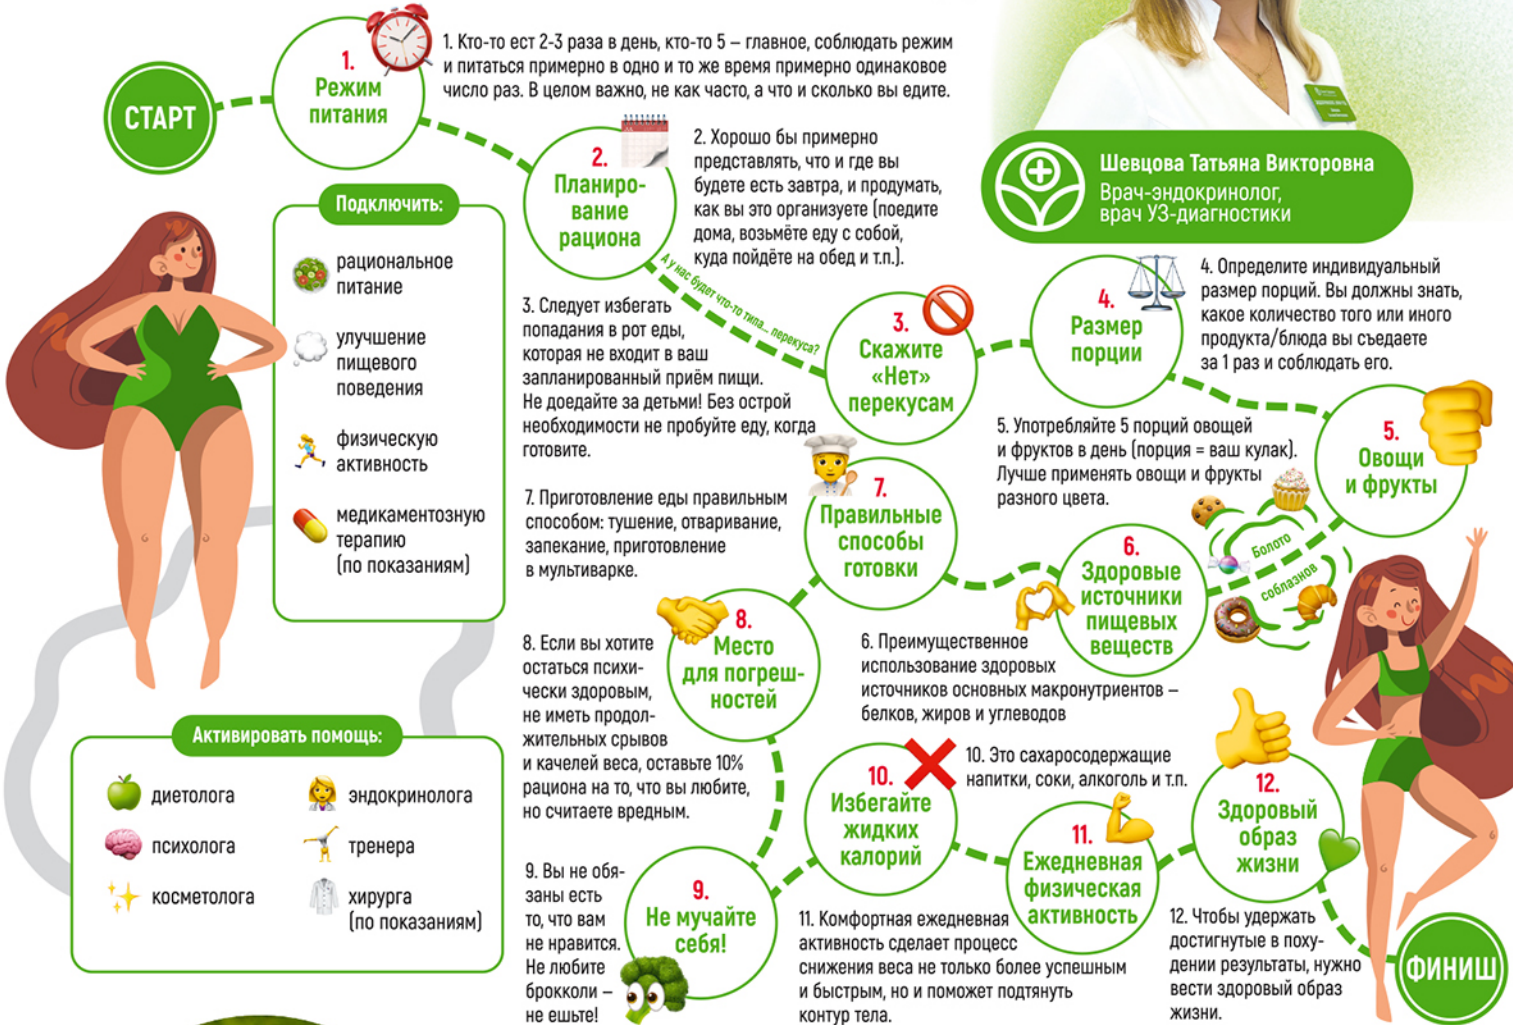 СТАРТ
1.
Режим
питания
1. Кто-то ест 2-3 раза в день, кто-то 5 – главное, соблюдать режим
и питаться примерно в одно и то же время примерно одинаковое
число раз. В целом важно, не как часто, а что и сколько вы едите.
2.
Планиро-
вание
рациона
2. Хорошо бы примерно
представлять, что и где вы
будете есть завтра, и продумать,
как вы это организуете (поедите
дома, возьмёте еду с собой,
куда пойдёте на обед и т.п.).
Шевцова Татьяна Викторовна
Врач-эндокринолог,
врач УЗ-диагностики
Подключить:
рациональное
питание
улучшение
пищевого
поведения
физическую
активность
медикаментозную
терапию
(по показаниям)
А у нас будет что-то типа... перекуса?
3.
Скажите
«Нет»
перекусам
3. Следует избегать
попадания в рот еды,
которая не входит в ваш
запланированный приём пищи.
Не доедайте за детьми! Без острой
необходимости не пробуйте еду, когда
готовите.
4.
Размер
порции
4. Определите индивидуальный
размер порций. Вы должны знать,
какое количество того или иного
продукта/блюда вы съедаете
за 1 раз и соблюдать его.
5.
Овощи
и фрукты
5. Употребляйте 5 порций овощей
и фруктов в день (порция = ваш кулак).
Лучше применять овощи и фрукты
разного цвета.
Болото
соблазнов
6.
Здоровые
источники
пищевых
веществ
6. Преимущественное
использование здоровых
источников основных макронутриентов –
белков, жиров и углеводов
7.
Правильные
способы
готовки
7. Приготовление еды правильным
способом: тушение, отваривание,
запекание, приготовление
в мультиварке.
8.
Место
для погреш-
ностей
8. Если вы хотите
остаться психи-
чески здоровым,
не иметь продол-
жительных срывов
и качелей веса, оставьте 10%
рациона на то, что вы любите,
но считаете вредным.
Активировать помощь:
диетолога
эндокринолога
психолога
тренера
косметолога
хирурга
(по показаниям)
9.
Не мучайте
себя!
9. Вы не обя-
заны есть
то, что вам
не нравится.
Не любите
брокколи –
не ешьте!
10.
Избегайте
жидких
калорий
10. Это сахаросодержащие
напитки, соки, алкоголь и т.п.
11.
Ежедневная
физическая
активность
11. Комфортная ежедневная
активность сделает процесс
снижения веса не только более успешным
и быстрым, но и поможет подтянуть
контур тела.
12.
Здоровый
образ
жизни
12. Чтобы удержать
достигнутые в поху-
дении результаты, нужно
вести здоровый образ
жизни.
ФИНИШ